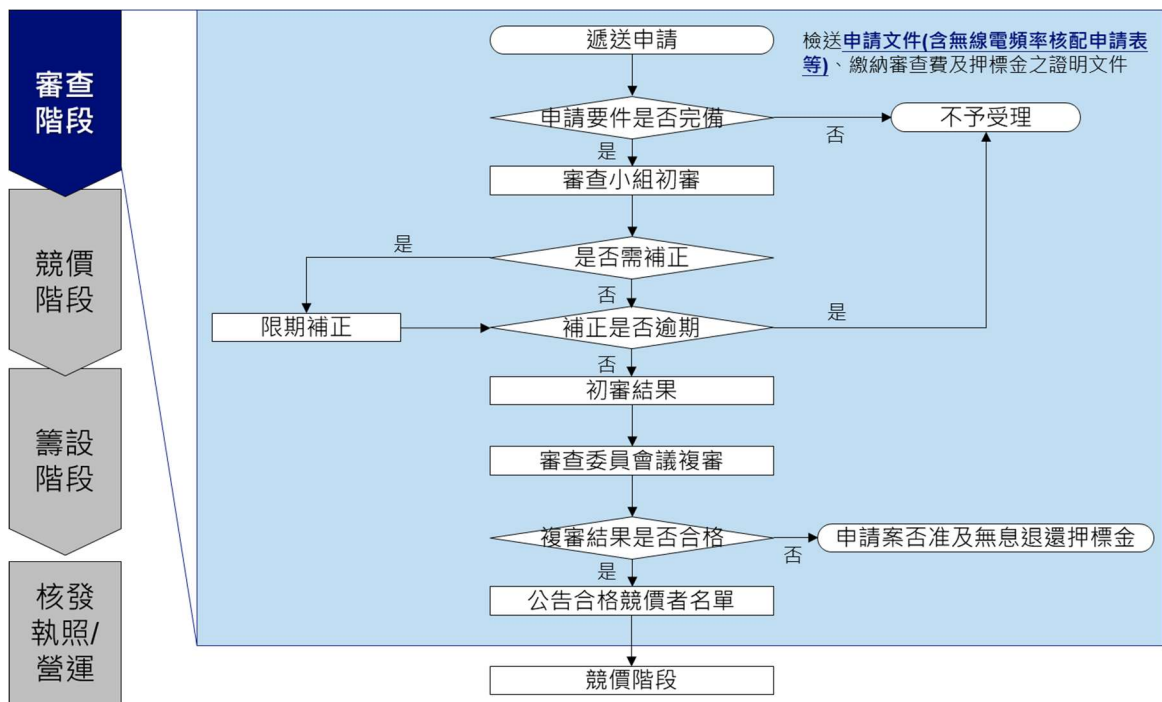 審查
階段
競價
階段
籌設
階段
核發
執照/
營運
遞送申請
檢送申請文件(含無線電頻率核配申請表
等)、繳納審查費及押標金之證明文件
申請要件是否完備
否
不予受理
是
審查小組初審
是
是否需補正
否
限期補正
補正是否逾期
是
否
初審結果
審查委員會議複審
複審結果是否合格
否
申請案否准及無息退還押標金
是
公告合格競價者名單
競價階段